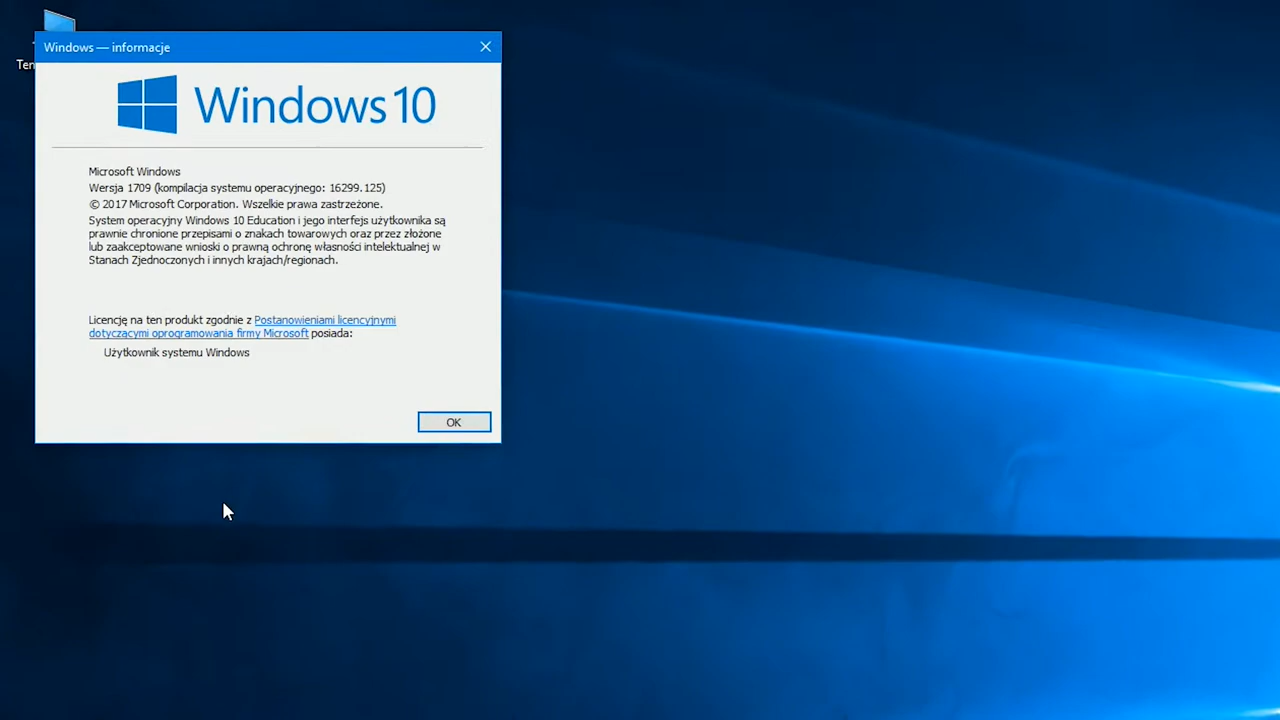 Windows — informacje
Windows 10
Microsoft Windows
Wersja 1709 (kompilacja systemu operacyjnego: 16299.125)
© 2017 Microsoft Corporation. Wszelkie prawa zastrzeżone.
System operacyjny Windows 10 Education i jego interfejs użytkownika są
prawnie chronione przepisami o znakach towarowych oraz przez złożone
lub zaakceptowane wnioski o prawną ochronę własności intelektualnej w
Stanach Zjednoczonych i innych krajach/regionach.
Licencję na ten produkt zgodnie z Postanowieniami licencyjnymi
dotyczącymi oprogramowania firmy Microsoft posiada:
Użytkownik systemu Windows
OK